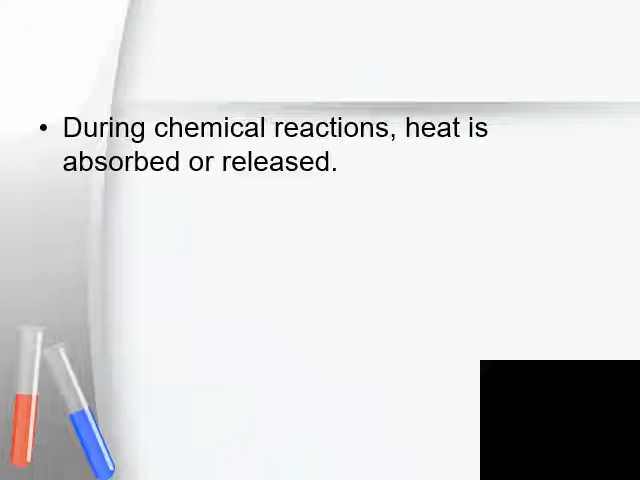 • During chemical reactions, heat is
absorbed or released.